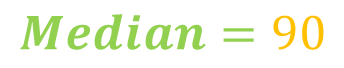 Median = 90